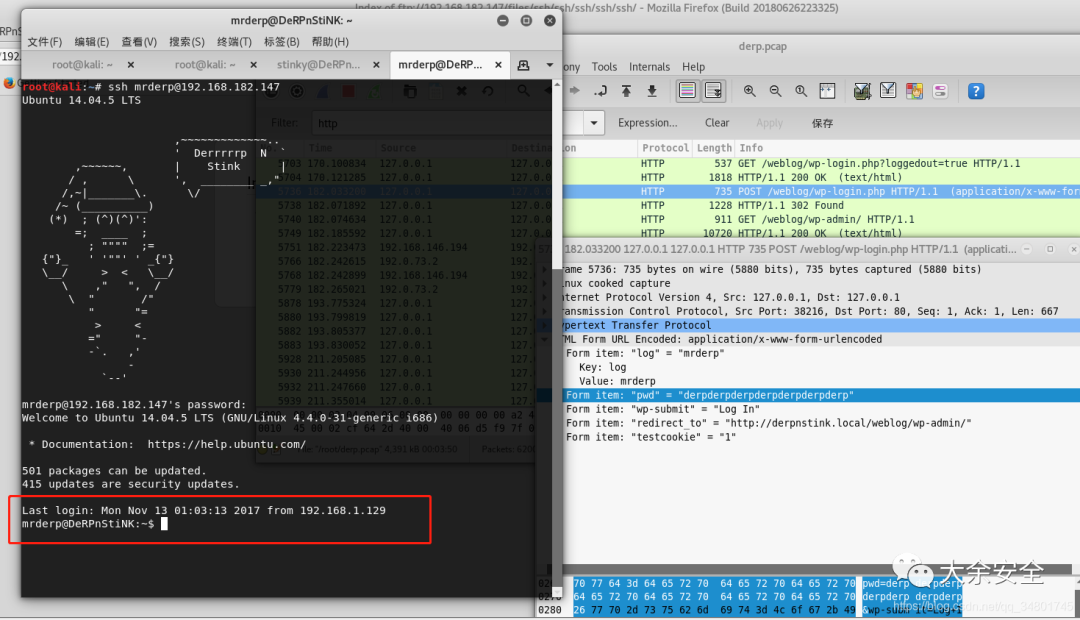 Index of ftp://192.168.182.147/files/ssh/ssh/ssh/ssh/ssh/ - Mozilla Firefox (Build 20180626223325)
mrderp@DeRPnStiNK: ~
文件(F) 编辑(E) 查看(V) 搜索(S) 终端(T) 标签(B) 帮助(H)
root@kali: ~ root@kali: ~ stinky@DeRPn... mrderp@DeRP...
root@kali:~# ssh mrderp@192.168.182.147
Ubuntu 14.04.5 LTS
Derrrrrp N
Stink
mrderp@192.168.182.147's password:
Welcome to Ubuntu 14.04.5 LTS (GNU/Linux 4.4.0-31-generic i686)
* Documentation: https://help.ubuntu.com/
501 packages can be updated.
415 updates are security updates.
Last login: Mon Nov 13 01:03:13 2017 from 192.168.1.129
mrderp@DeRPnStiNK:~$
derp.pcap
ony Tools Internals Help
Filter: http
Expression... Clear Apply 保存
Time Source Destination Protocol Length Info
5703 170.100834 127.0.0.1 127.0 HTTP 537 GET /weblog/wp-login.php?loggedout=true HTTP/1.1
5704 170.121285 127.0.0.1 127.0 HTTP 1818 HTTP/1.1 200 OK (text/html)
5736 182.033200 127.0.0.1 127.0 HTTP 735 POST /weblog/wp-login.php HTTP/1.1 (application/x-www-for
5738 182.071892 127.0.0.1 127.0 HTTP 1228 HTTP/1.1 302 Found
5740 182.074634 127.0.0.1 127.0 HTTP 911 GET /weblog/wp-admin/ HTTP/1.1
5749 182.185592 127.0.0.1 127.0 HTTP 10720 HTTP/1.1 200 OK (text/html)
5751 182.223473 192.168.146.194 192.
5766 182.242615 192.0.73.2
5768 182.242899 192.168.146.194 192.
5779 182.265021 192.0.73.2
5878 193.775324 127.0.0.1
5880 193.799819 127.0.0.1
5882 193.805377 127.0.0.1
5883 193.830052 127.0.0.1
5928 211.205085 127.0.0.1 127.0
5930 211.244956 127.0.0.1 127.0
5932 211.247660 127.0.0.1 127.0
5939 211.355014 127.0.0.1 127.0
0010 45 00 02 cf 64 2d 40 00 40 06 d5 f9 7f 0
File: "/root/derp.pcap" 4,391 kB 00:03:50 Packets: 6200
182.033200 127.0.0.1 127.0.0.1 HTTP 735 POST /weblog/wp-login.php HTTP/1.1 (applicati...
rame 5736: 735 bytes on wire (5880 bits), 735 bytes captured (5880 bits)
inux cooked capture
nternet Protocol Version 4, Src: 127.0.0.1, Dst: 127.0.0.1
ransmission Control Protocol, Src Port: 38216, Dst Port: 80, Seq: 1, Ack: 1, Len: 667
ypertext Transfer Protocol
TML Form URL Encoded: application/x-www-form-urlencoded
Form item: "log" = "mrderp"
Key: log
Value: mrderp
Form item: "pwd" = "derpderpderpderpderpderpderp"
Form item: "wp-submit" = "Log In"
Form item: "redirect_to" = "http://derpnstink.local/weblog/wp-admin/"
Form item: "testcookie" = "1"
70 77 64 3d 64 65 72 70 64 65 72 70 64 65 72 70 pwd=derp derpderp
64 65 72 70 64 65 72 70 64 65 72 70 64 65 72 70 derpderp derpderp
0280 26 77 70 2d 73 75 62 6d 69 74 3d 4c 6f 67 2b 49 &wp-subm it=Log+I
大余安全
https://blog.csdn.net/qq_34801745